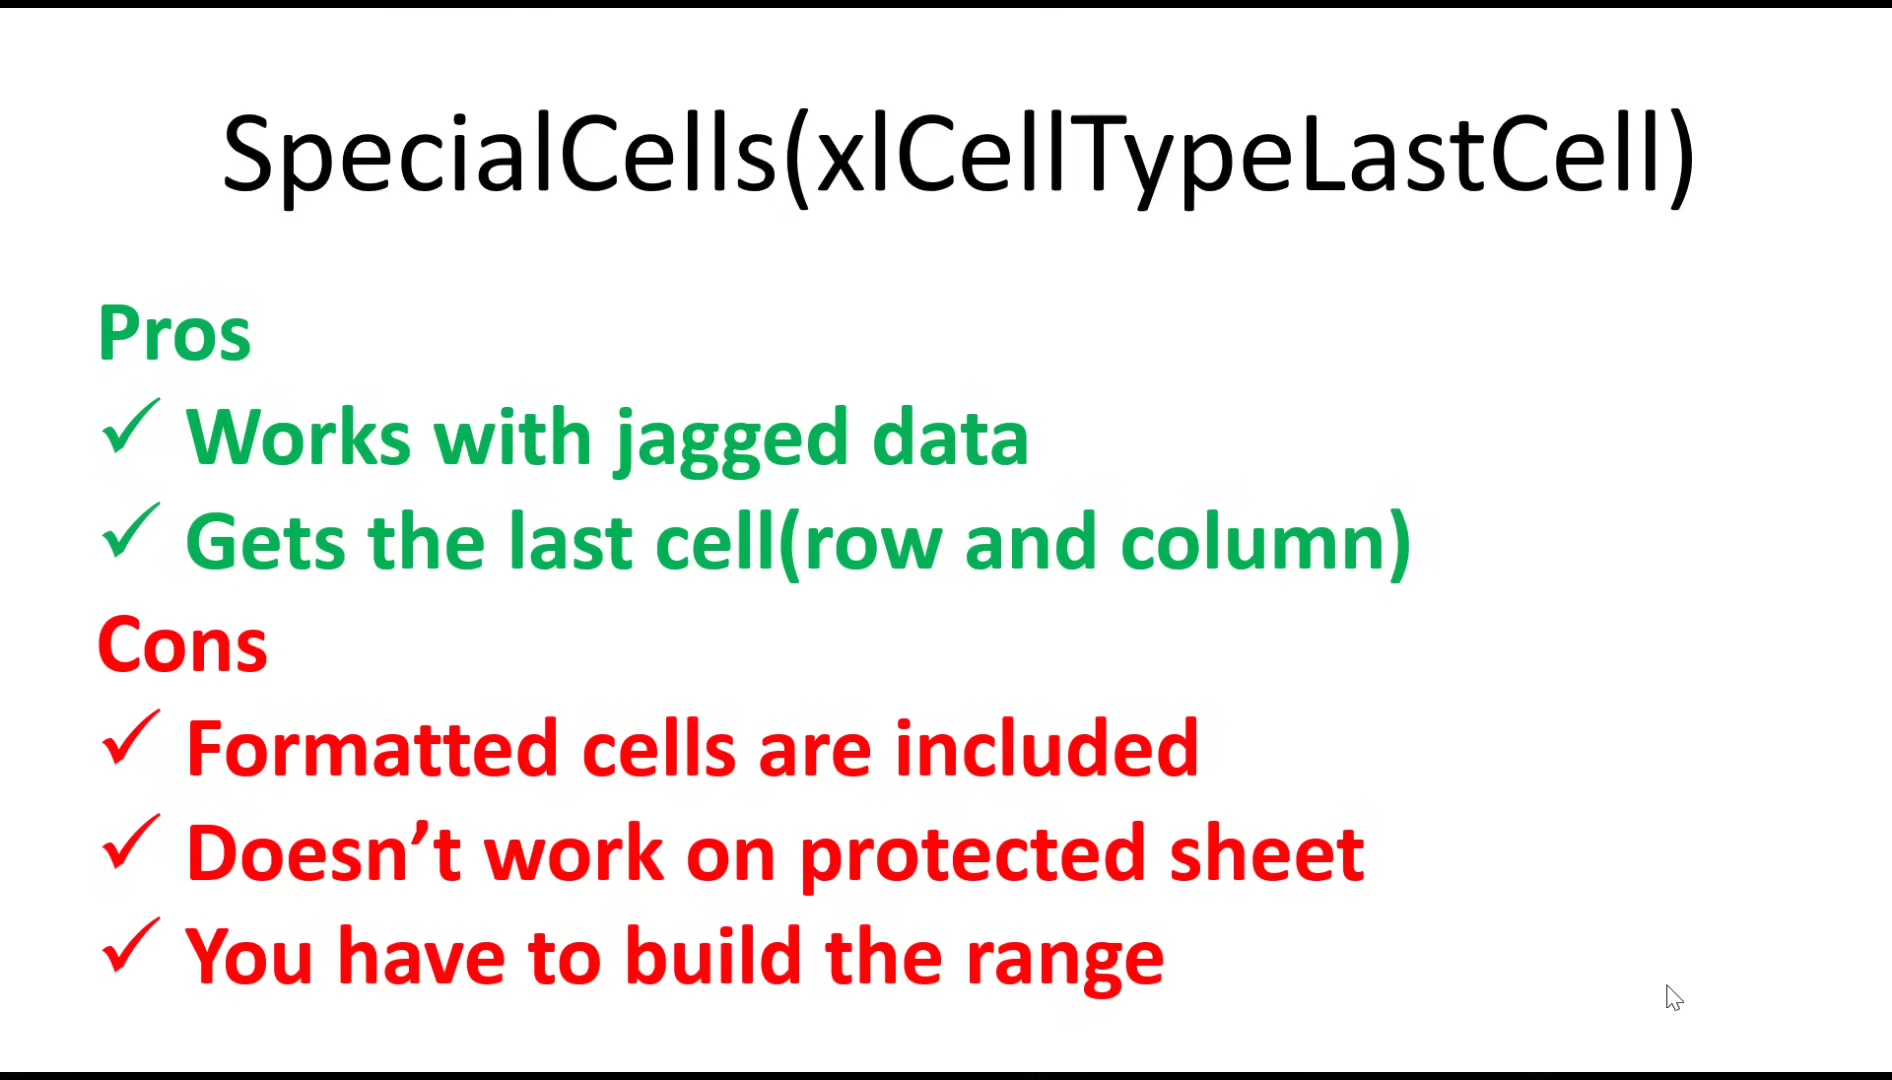 SpecialCells(xlCellTypeLastCell)
Pros
✓ Works with jagged data
✓ Gets the last cell(row and column)
Cons
✓ Formatted cells are included
✓ Doesn’t work on protected sheet
✓ You have to build the range